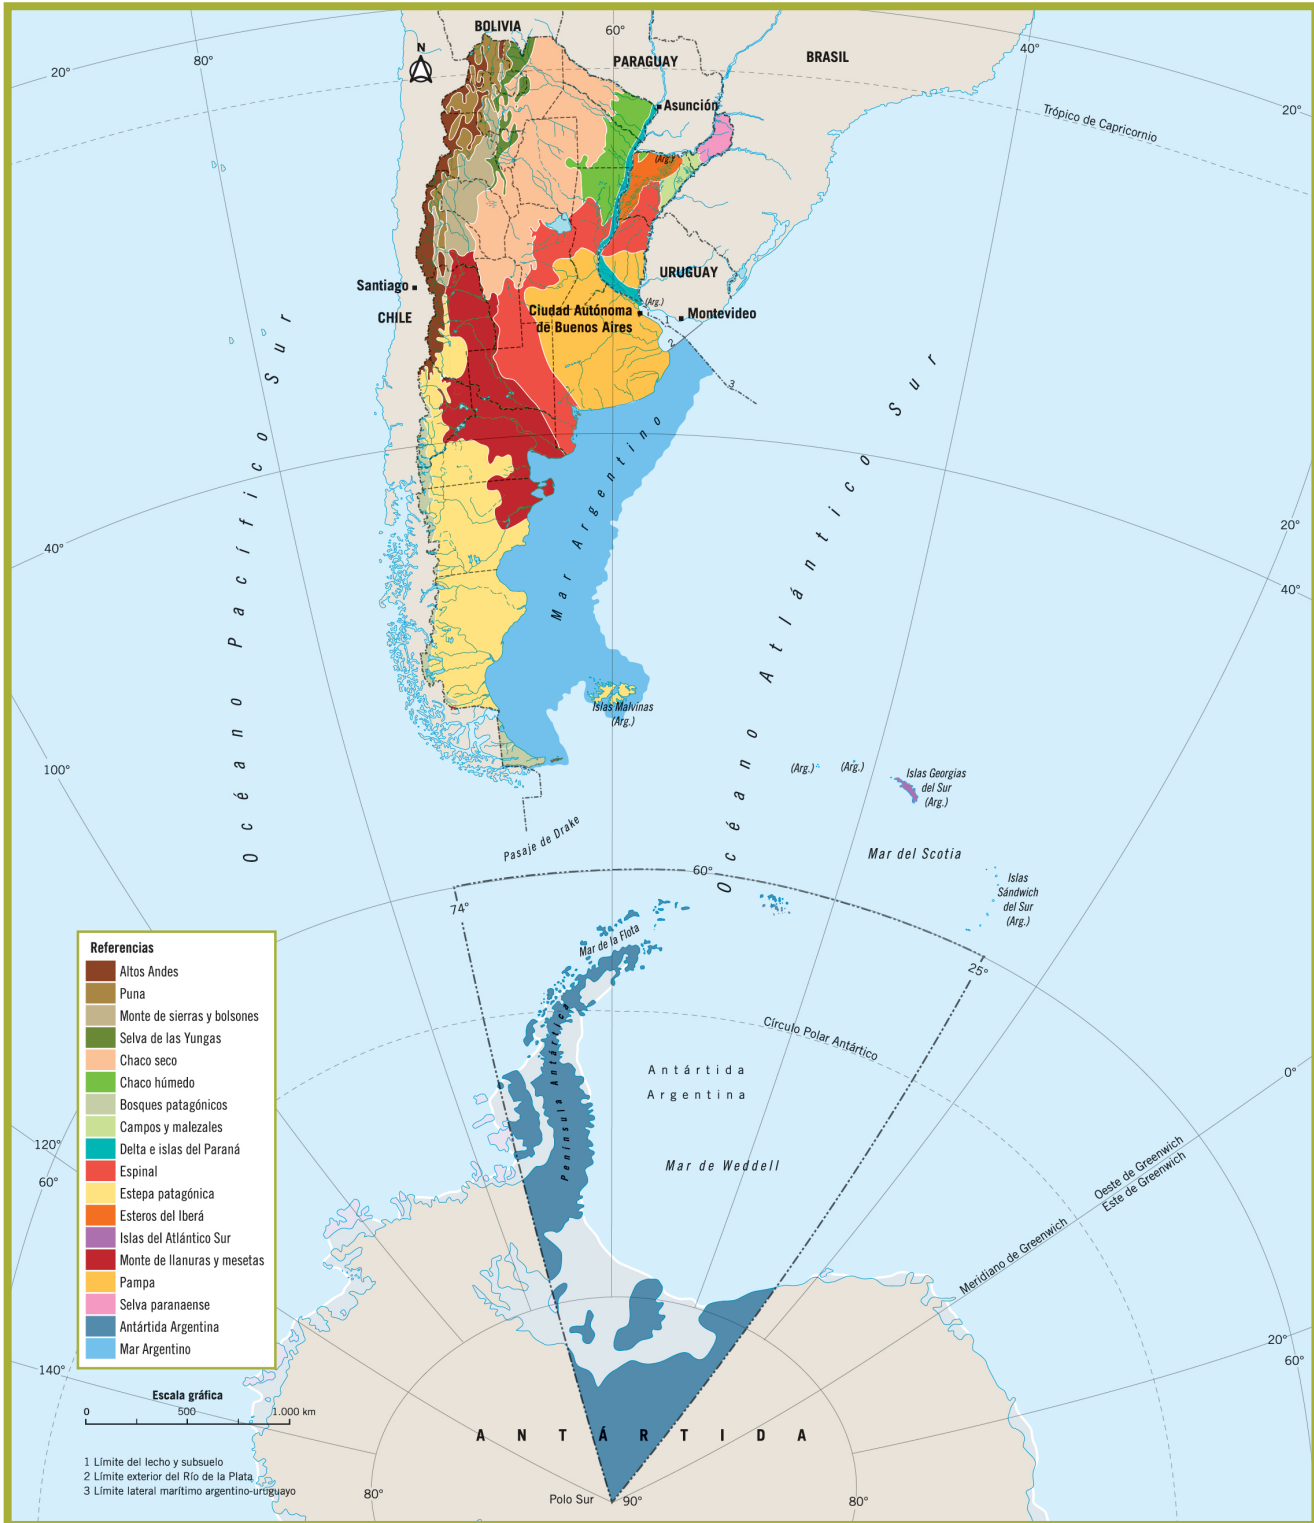 BOLIVIA
60°
N
PARAGUAY
BRASIL
40°
20°
80°
20°
Trópico de Capricornio
Asunción
(Arg.)
URUGUAY
Santiago
CHILE
(Arg.)
Ciudad Autónoma
de Buenos Aires
Montevideo
1
2
3
Océano Pacífico Sur
Mar Argentino
Océano Atlántico Sur
40°
20°
40°
Islas Malvinas
(Arg.)
100°
(Arg.)
(Arg.)
Islas Georgias
del Sur
(Arg.)
Pasaje de Drake
Mar del Scotia
60°
74°
Islas
Sándwich
del Sur
(Arg.)
Mar de la Flota
25°
Círculo Polar Antártico
Península Antártica
Antártida
Argentina
0°
Mar de Weddell
Oeste de Greenwich
Este de Greenwich
Meridiano de Greenwich
120°
60°
140°
20°
60°
Referencias
Altos Andes
Puna
Monte de sierras y bolsones
Selva de las Yungas
Chaco seco
Chaco húmedo
Bosques patagónicos
Campos y malezales
Delta e islas del Paraná
Espinal
Estepa patagónica
Esteros del Iberá
Islas del Atlántico Sur
Monte de llanuras y mesetas
Pampa
Selva paranaense
Antártida Argentina
Mar Argentino
Escala gráfica
0 500 1.000 km
ANTÁRTIDA
1 Límite del lecho y subsuelo
2 Límite exterior del Río de la Plata
3 Límite lateral marítimo argentino-uruguayo
80°
Polo Sur
90°
80°